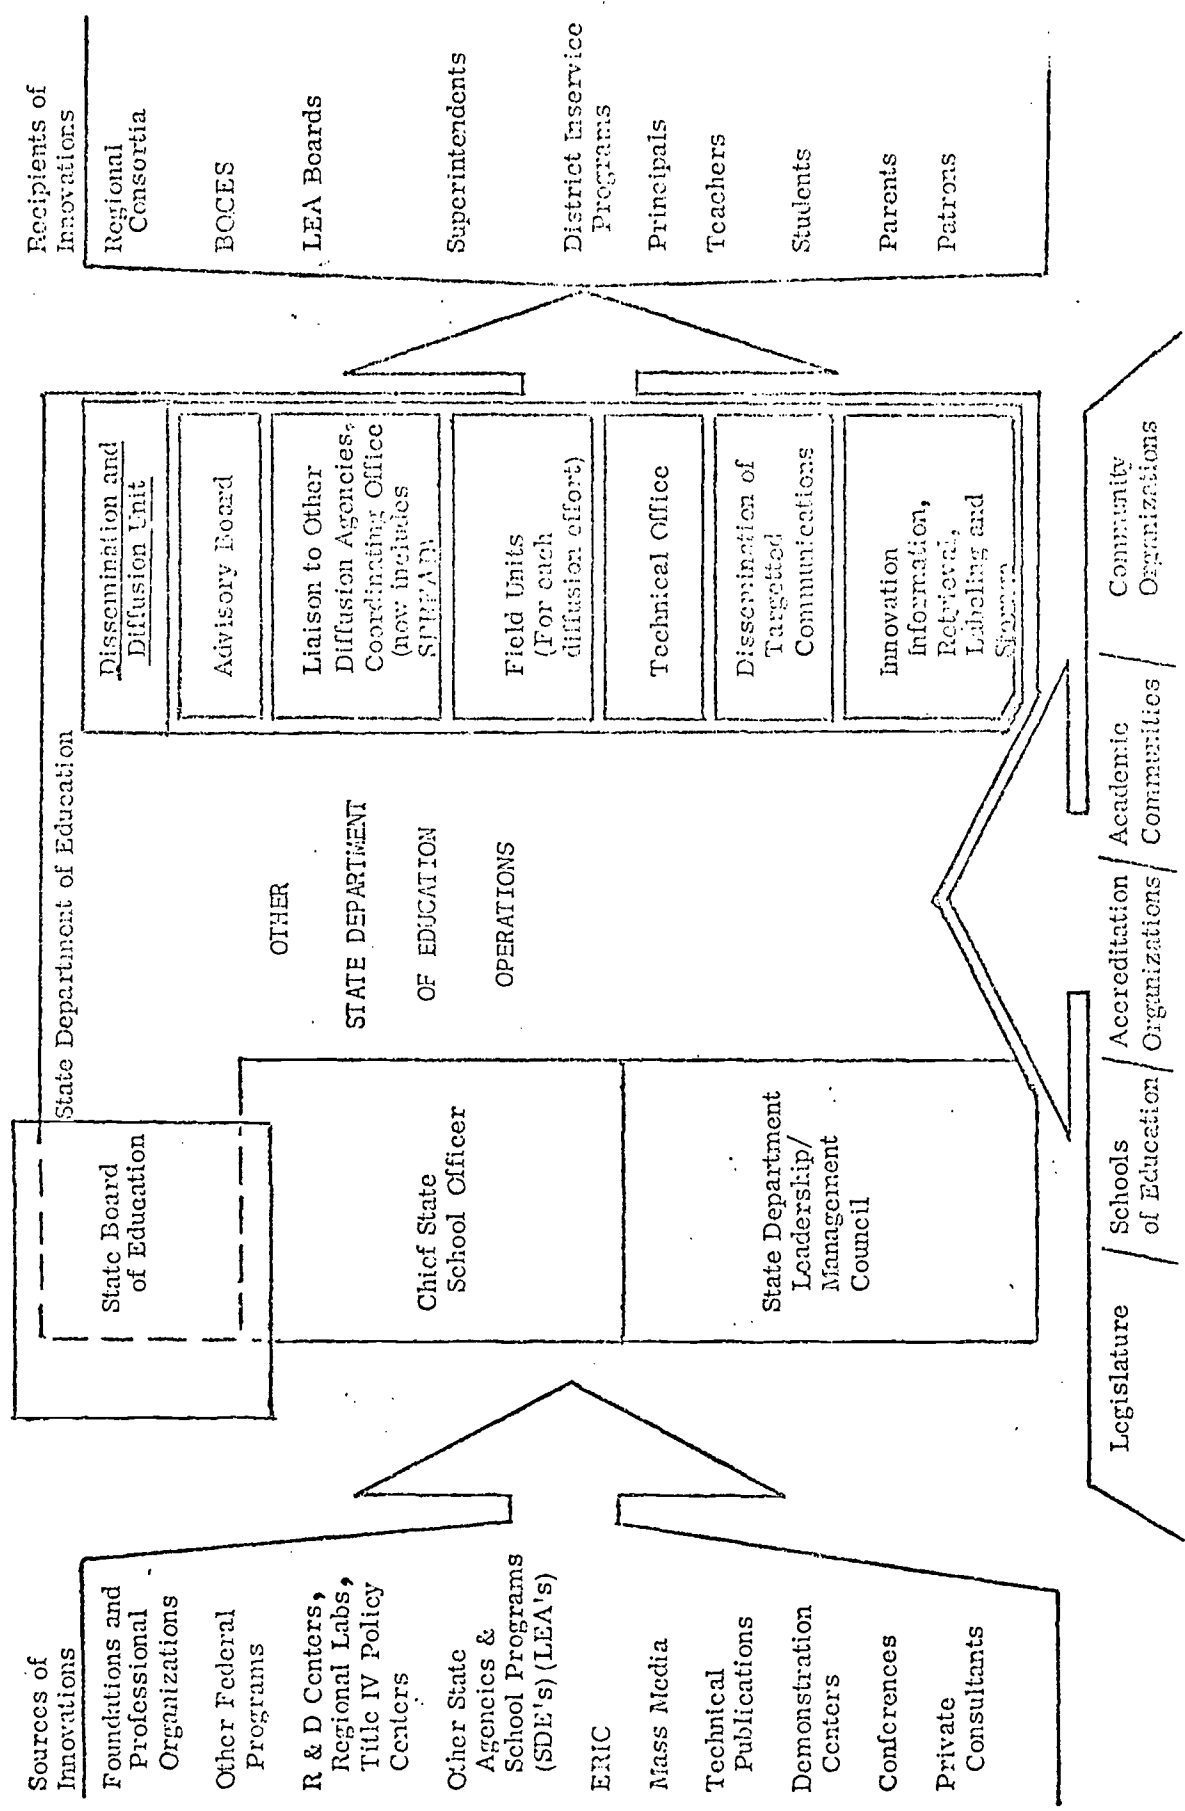 Sources of
Innovations
Foundations and
Professional
Organizations
Other Federal
Programs
R & D Centers,
Regional Labs,
Title IV Policy
Centers
Other State
Agencies &
School Programs
(SDE's) (LEA's)
ERIC
Mass Media
Technical
Publications
Demonstration
Centers
Conferences
Private
Consultants
State Board
of Education
Chief State
School Officer
State Department
Leadership/
Management
Council
State Department of Education
OTHER
STATE DEPARTMENT
OF EDUCATION
OPERATIONS
Dissemination and
Diffusion Unit
Advisory Board
Liaison to Other
Diffusion Agencies,
Coordinating Office
(now includes
SPREAD)
Field Units
(For each
diffusion effort)
Technical Office
Dissemination of
Targetted
Communications
Innovation
Information,
Retrieval,
Labeling and
Recipients of
Innovations
Regional
Consortia
BOCES
LEA Boards
Superintendents
District Inservice
Programs
Principals
Teachers
Students
Parents
Patrons
Legislature
Schools
of Education
Accreditation
Organizations
Academic
Communities
Community
Organizations